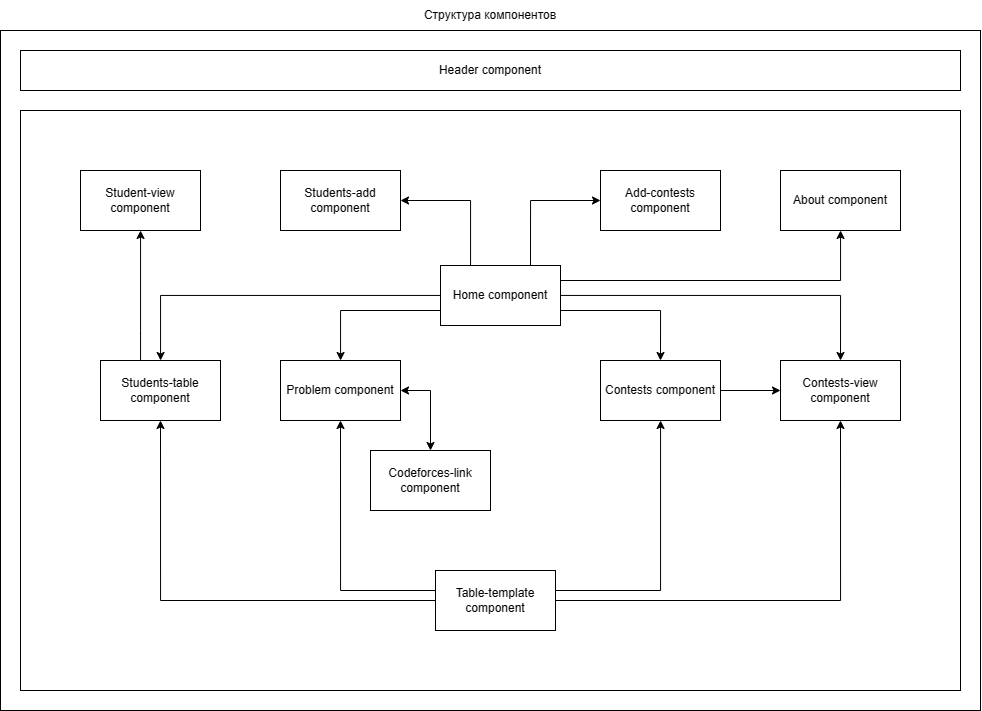 Структура компонентов
Header component
Student-view
component
Students-add
component
Add-contests
component
About component
Home component
Students-table
component
Problem component
Contests component
Contests-view
component
Codeforces-link
component
Table-template
component